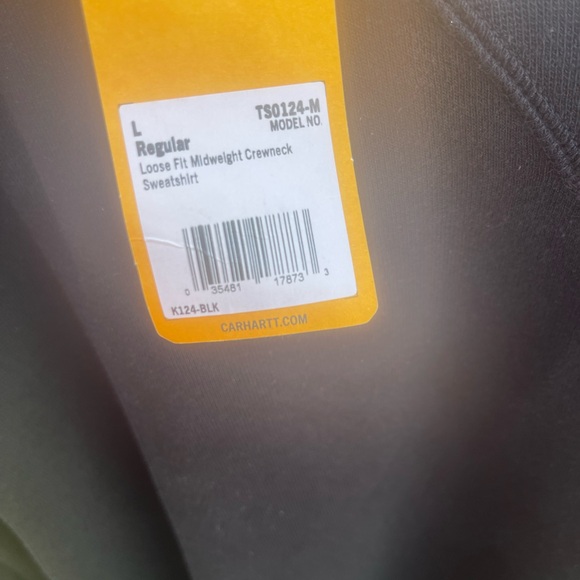 L
Regular
TS0124-M
MODEL NO.
Loose Fit Midweight Crewneck
Sweatshirt
0 35481 17873 3
K124-BLK
CARHARTT.COM